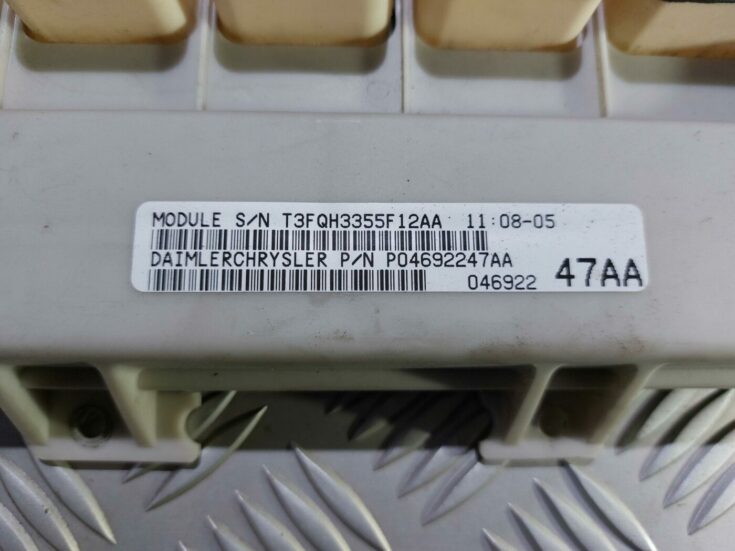 MODULE S/N T3FQH3355F12AA 11:08-05
DAIMLERCHRYSLER P/N P04692247AA
046922 47AA